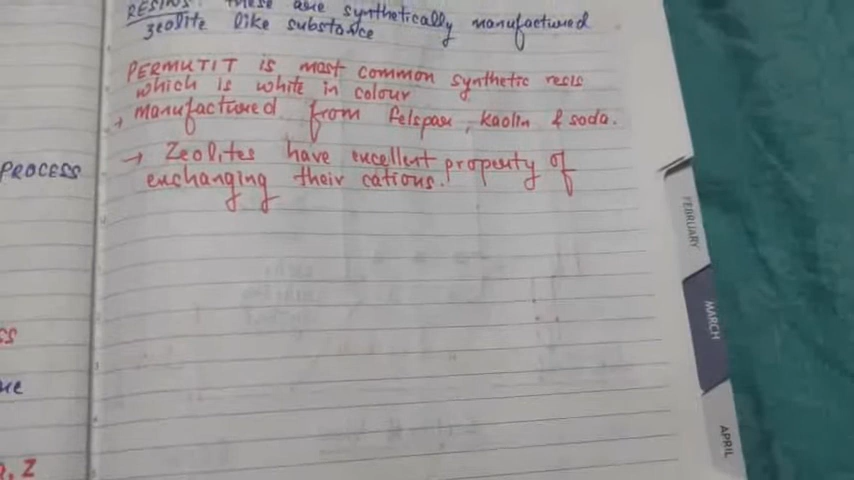 RESINS: These are synthetically manufactured
zeolite like substance
PERMUTIT is most common synthetic resis
which is white in colour
→ manufactured from felspar, kaolin & soda.
→ Zeolites have excellent property of
exchanging their cations.
PROCESS
Z
FEBRUARY
MARCH
APRIL